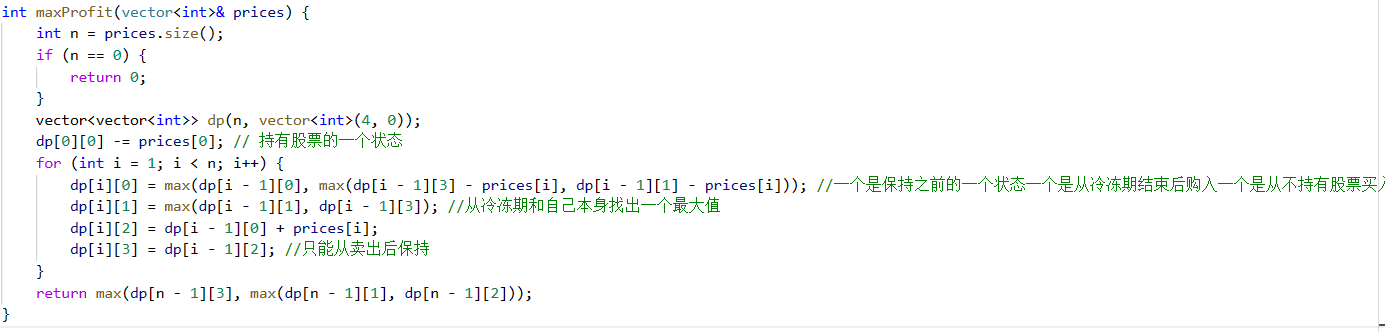 int maxProfit(vector<int>& prices) {
    int n = prices.size();
    if (n == 0) {
        return 0;
    }
    vector<vector<int>> dp(n, vector<int>(4, 0));
    dp[0][0] -= prices[0]; // 持有股票的一个状态
    for (int i = 1; i < n; i++) {
        dp[i][0] = max(dp[i - 1][0], max(dp[i - 1][3] - prices[i], dp[i - 1][1] - prices[i])); //一个是保持之前的一个状态一个是从冷冻期结束后购入一个是从不持有股票买入
        dp[i][1] = max(dp[i - 1][1], dp[i - 1][3]); //从冷冻期和自己本身找出一个最大值
        dp[i][2] = dp[i - 1][0] + prices[i];
        dp[i][3] = dp[i - 1][2]; //只能从卖出后保持
    }
    return max(dp[n - 1][3], max(dp[n - 1][1], dp[n - 1][2]));
}